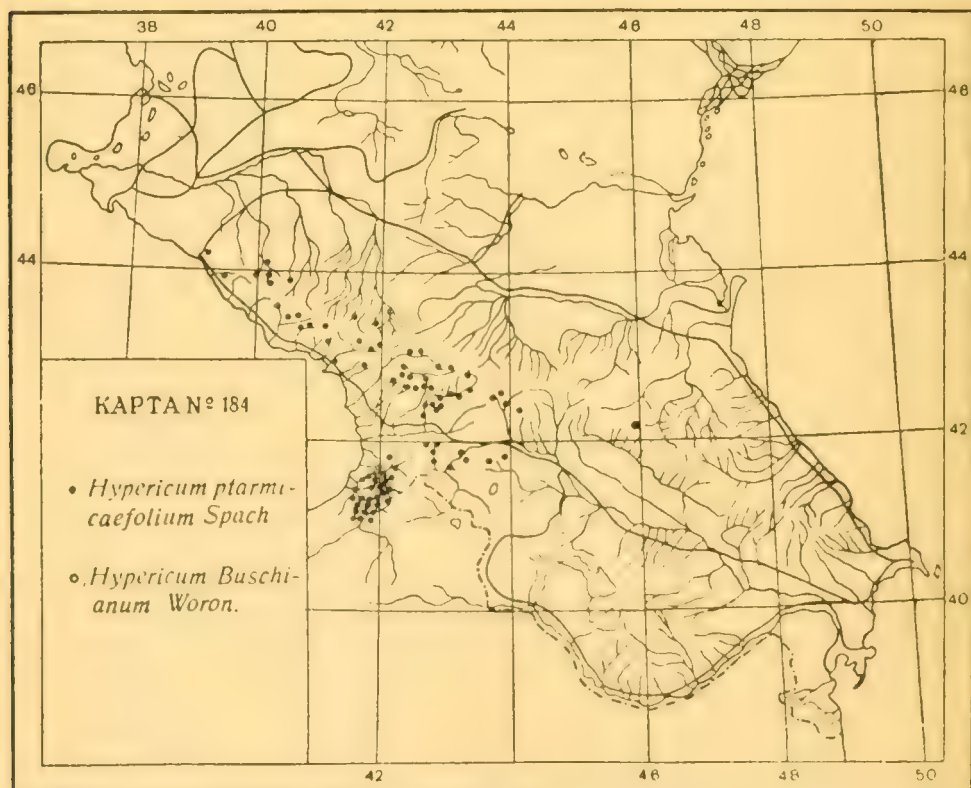 38 40 42 44 46 48 50
46 46
44 44
КАРТА № 184
42 42
• Hypericum ptarmi-
caefolium Spach
○ Hypericum Buschi-
anum Woron.
40
42 46 48 50